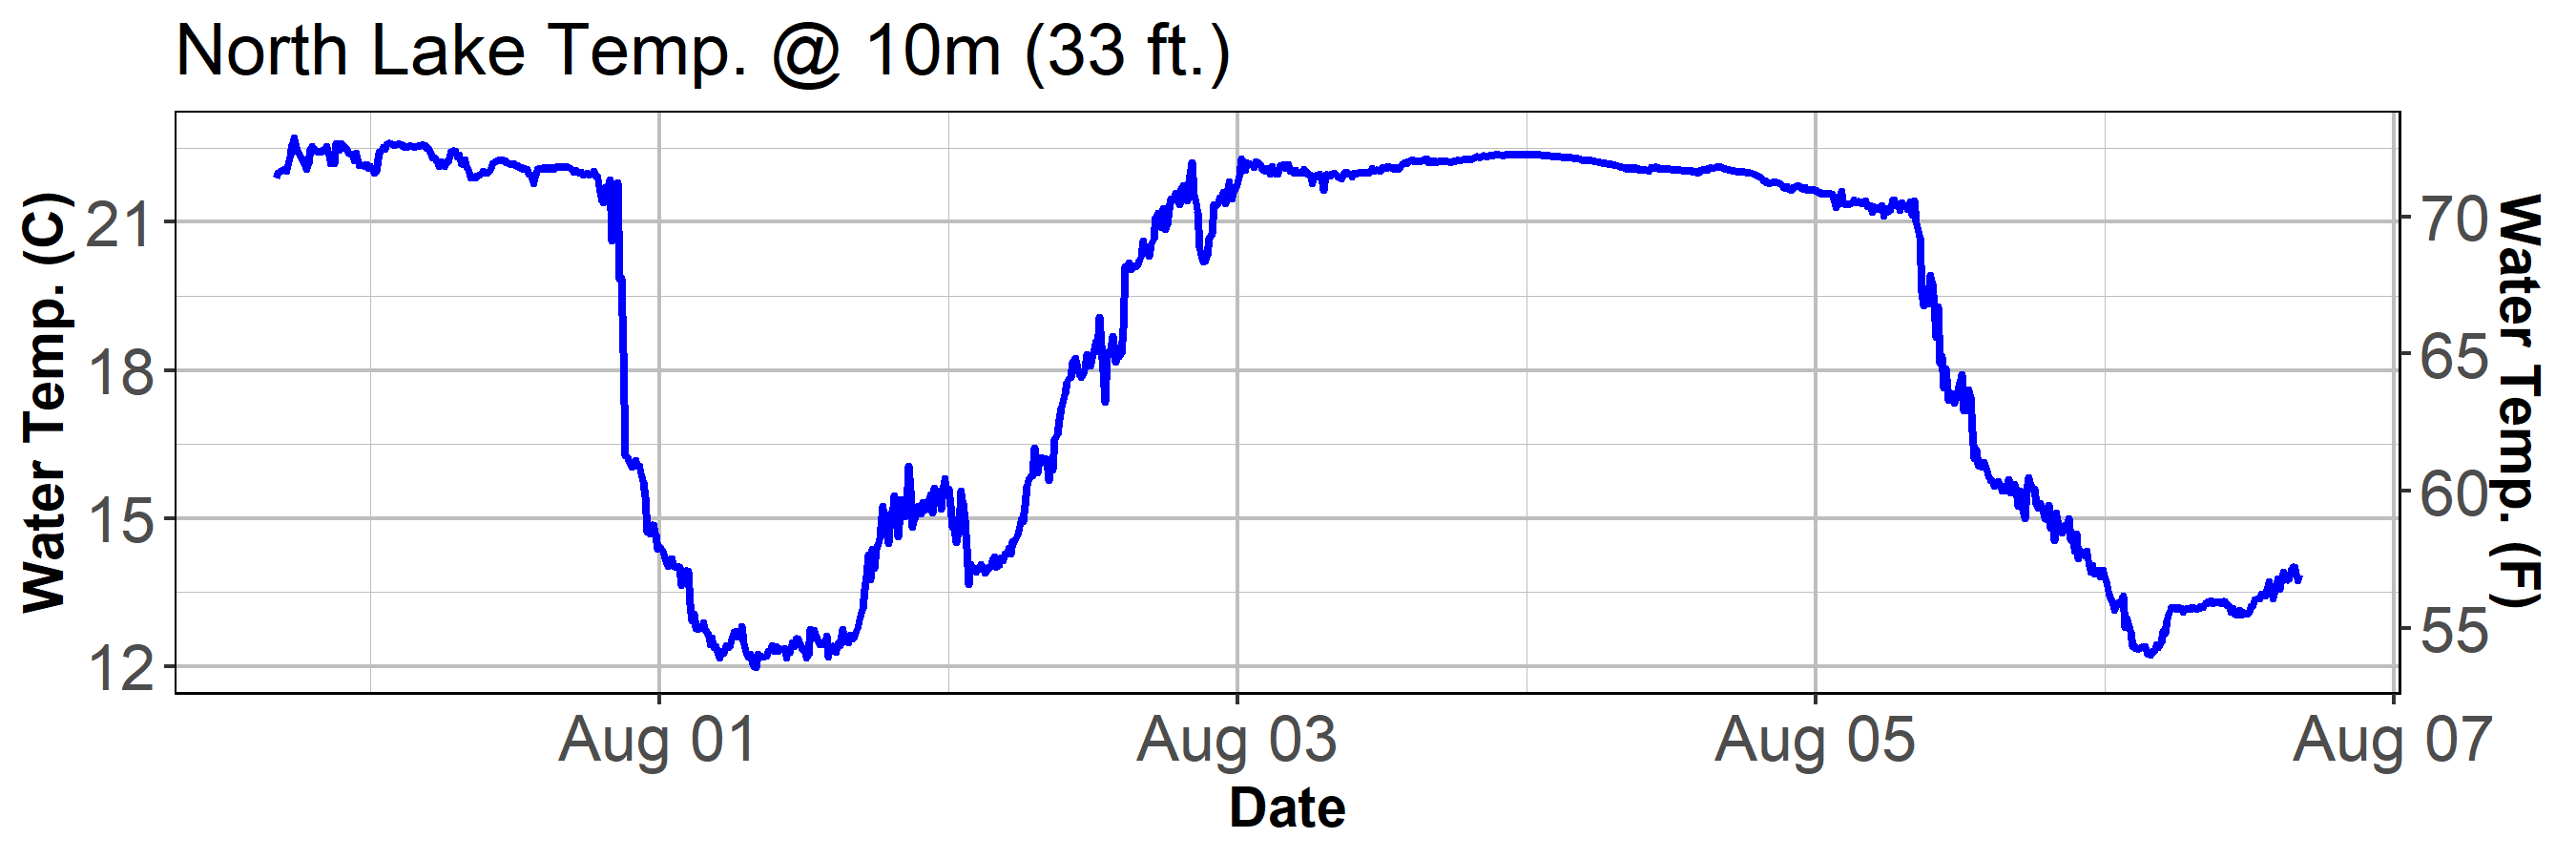 North Lake Temp. @ 10m (33 ft.)
Water Temp. (C)
21
18
15
12
70
65
60
55
Water Temp. (F)
Aug 01
Aug 03
Aug 05
Aug 07
Date